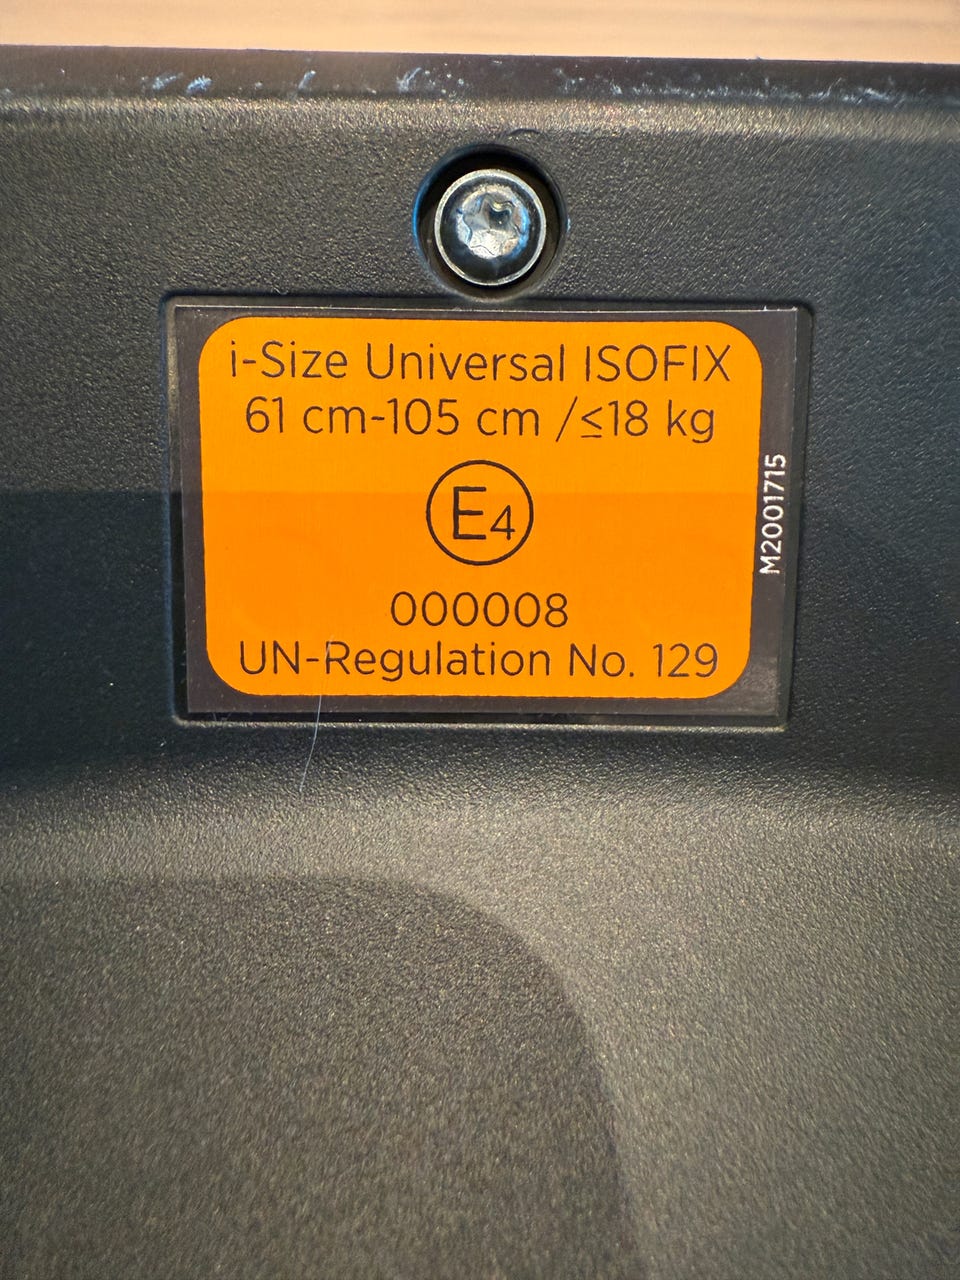 i-Size Universal ISOFIX
61 cm-105 cm /≤18 kg
E4
000008
UN-Regulation No. 129
M2001715